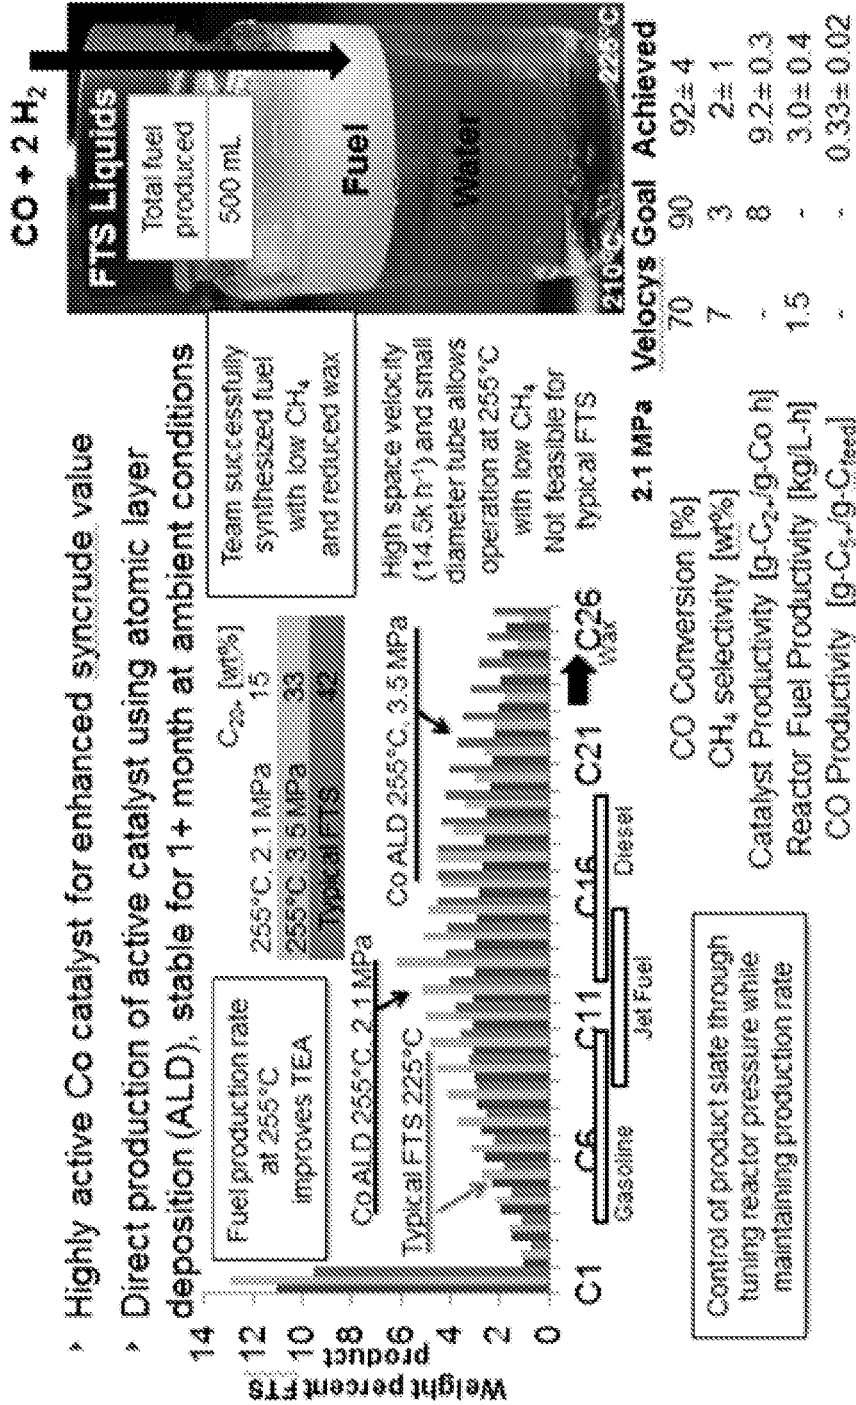 ‣ Highly active Co catalyst for enhanced syncrude value
‣ Direct production of active catalyst using atomic layer
deposition (ALD), stable for 1+ month at ambient conditions
CO + 2 H₂
FTS Liquids
Total fuel
produced
500 mL
Fuel
Water
210°C
225°C
Fuel production rate
at 255°C
improves TEA
C₂₂₊ [wt%]
255°C, 2.1 MPa 15
255°C, 3.5 MPa 33
Typical FTS 42
Team successfully
synthesized fuel
with low CH₄
and reduced wax
High space velocity
(14.5k h⁻¹) and small
diameter tube allows
operation at 255°C
with low CH₄
Not feasible for
typical FTS
Weight percent FTS
product
14
12
10
8
6
4
2
0
Co ALD 255°C, 2.1 MPa
Typical FTS 225°C
Co ALD 255°C, 3.5 MPa
C1 C6 C11 C16 C21 C26
Gasoline Jet Fuel Diesel Wax
Control of product slate through
tuning reactor pressure while
maintaining production rate
2.1 MPa Velocys Goal Achieved
CO Conversion [%] 70 90 92± 4
CH₄ selectivity [wt%] 7 3 2± 1
Catalyst Productivity [g-C₂₊/g-Co h] - 8 9.2± 0.3
Reactor Fuel Productivity [kg/L-h] 1.5 - 3.0± 0.4
CO Productivity [g-C₅₊/g-C_feed] - - 0.33± 0.02